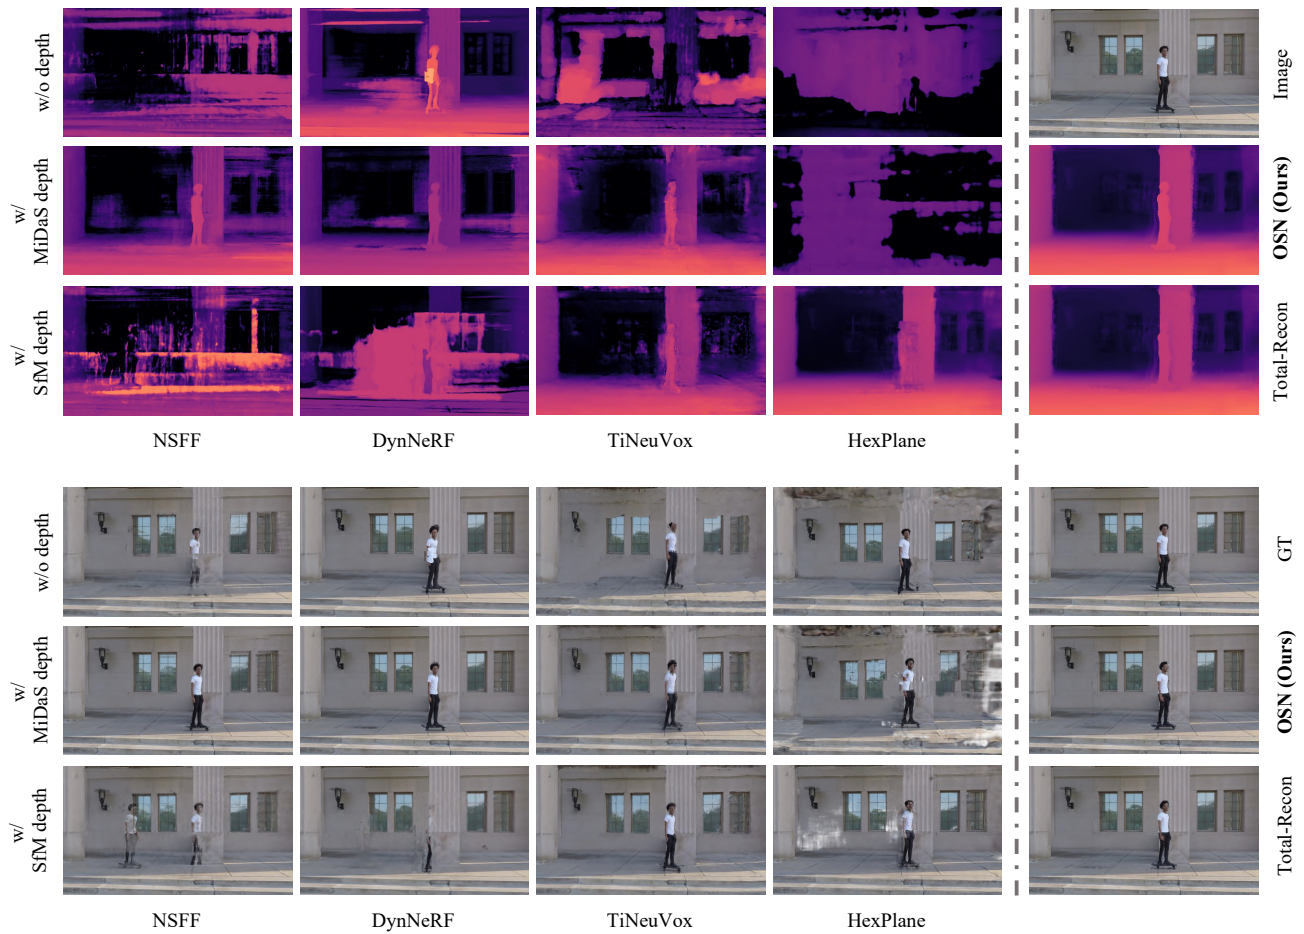 w/o depth
Image
w/
MiDaS depth
OSN (Ours)
w/
SfM depth
Total-Recon
NSFF
DynNeRF
TiNeuVox
HexPlane
w/o depth
GT
w/
MiDaS depth
OSN (Ours)
w/
SfM depth
Total-Recon
NSFF
DynNeRF
TiNeuVox
HexPlane